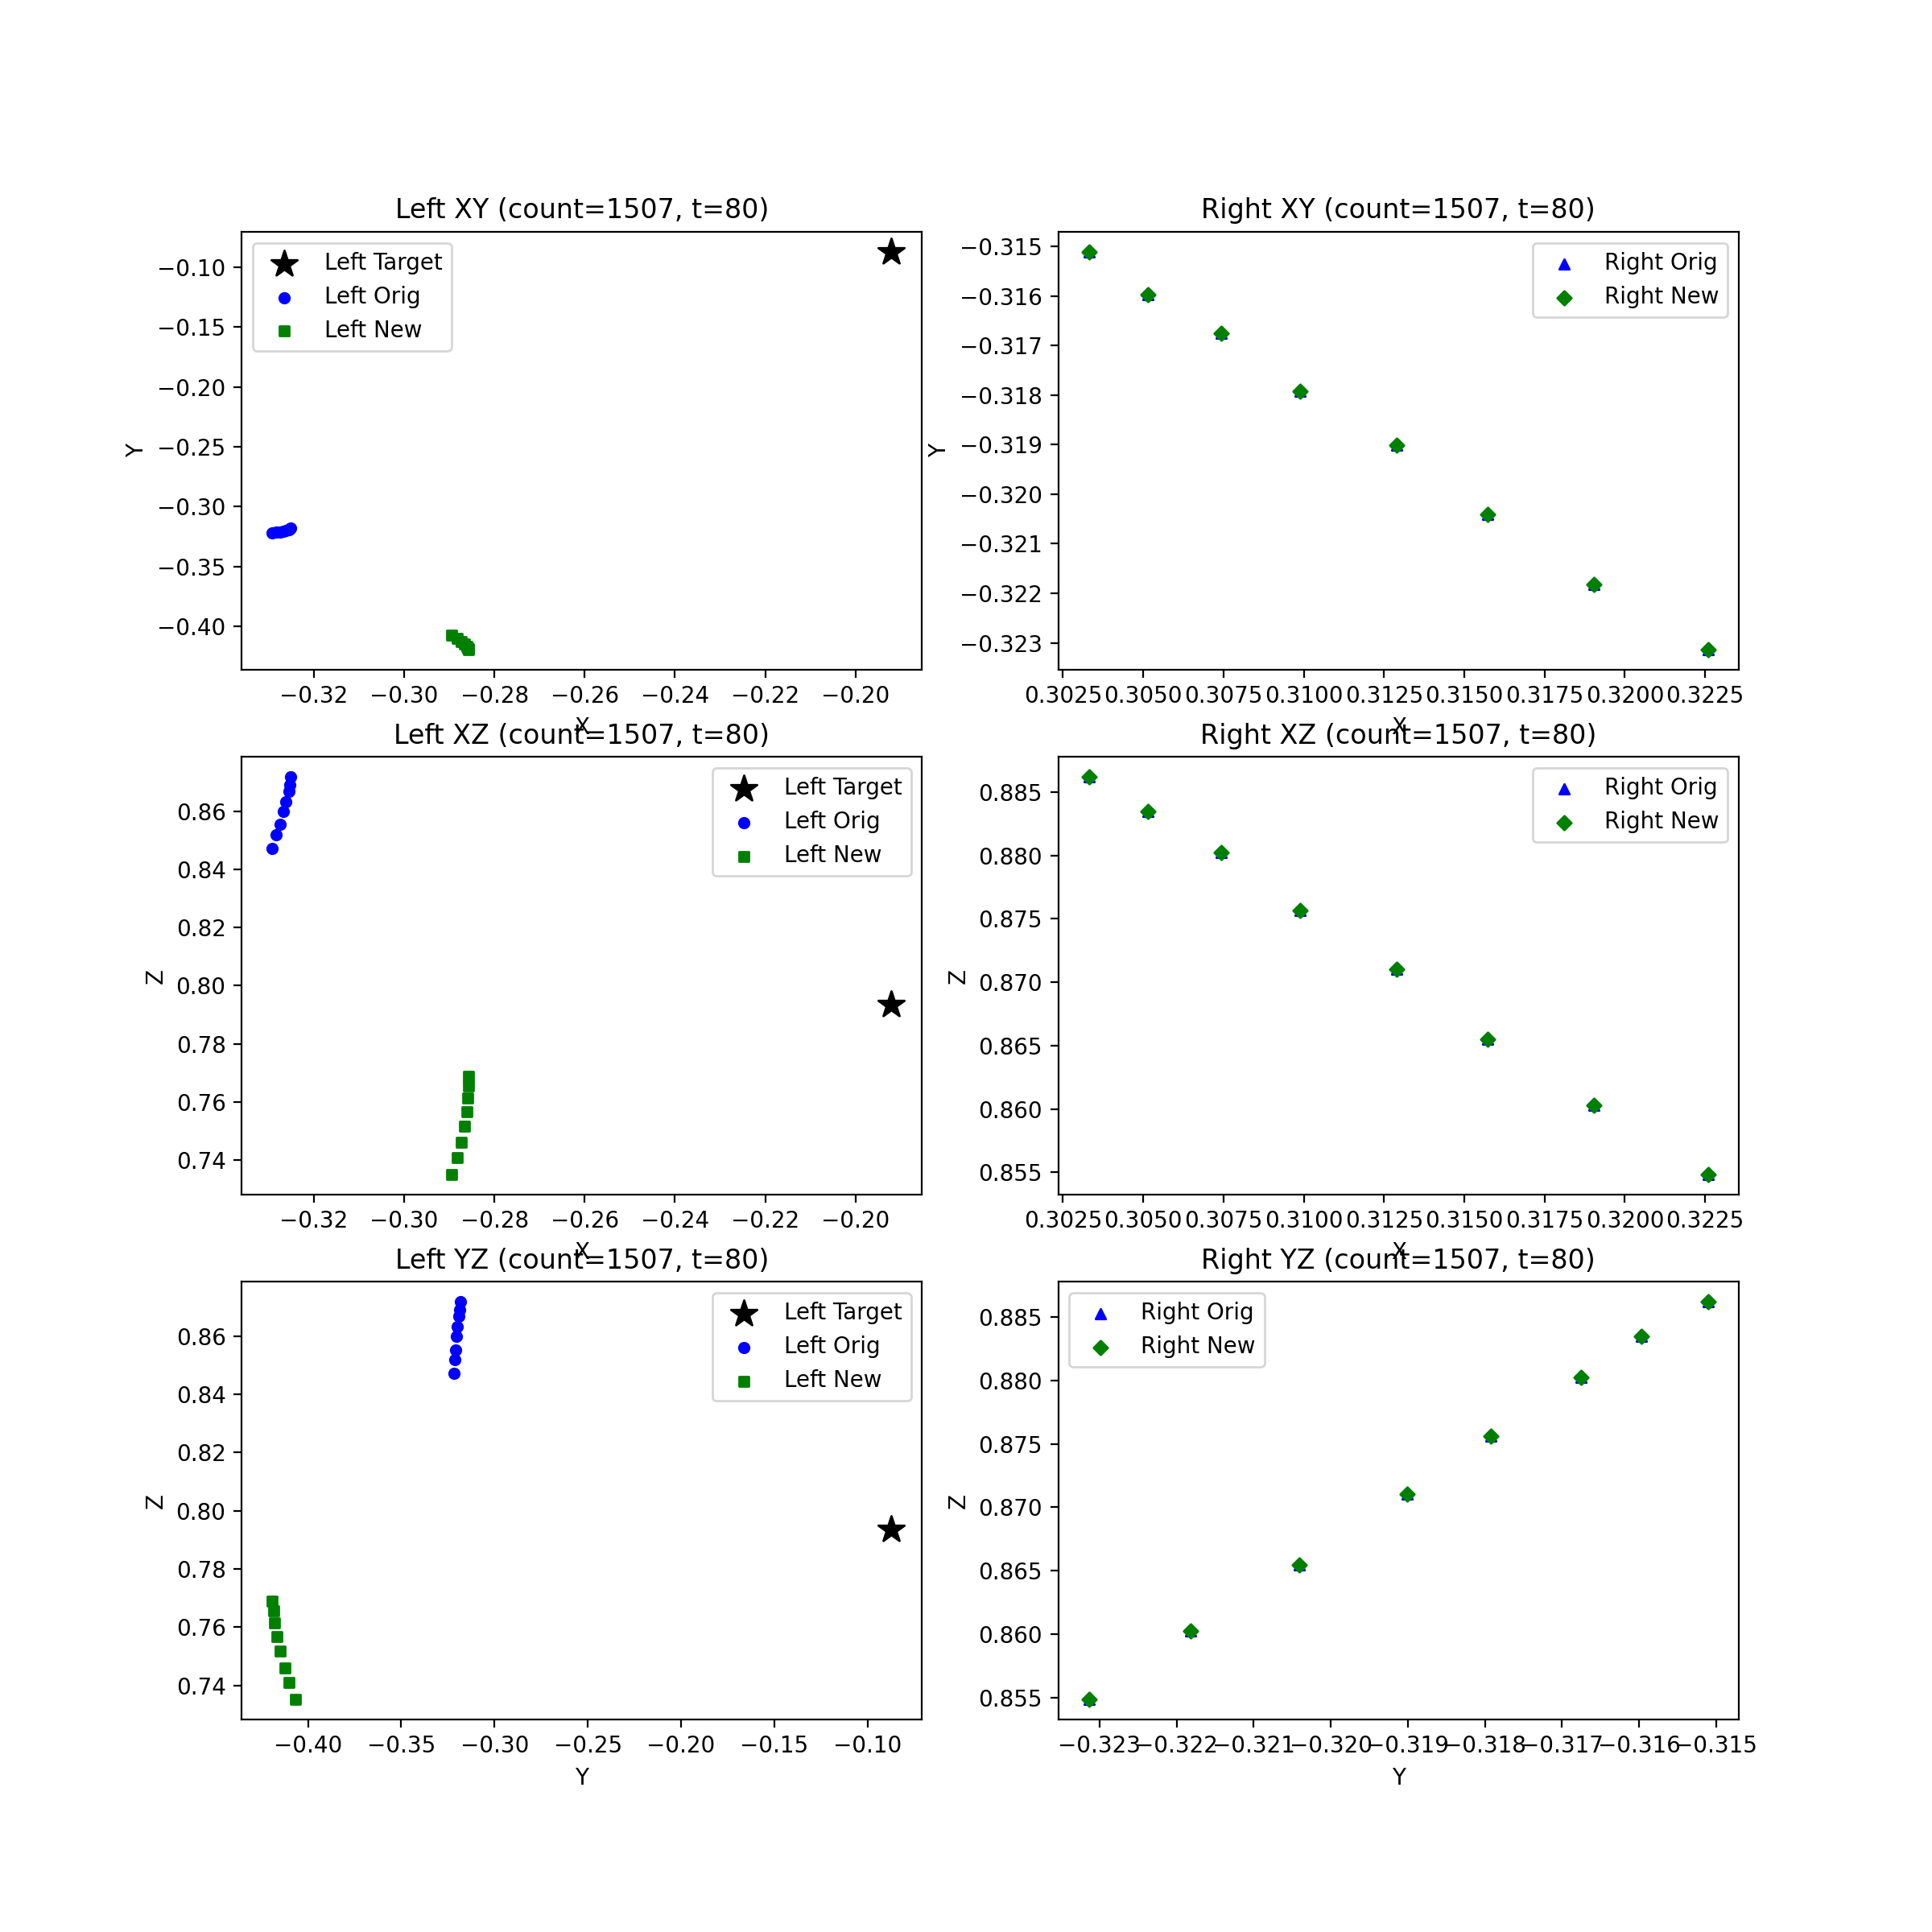 Left XY (count=1507, t=80)
Left Target
Left Orig
Left New
Y
−0.10
−0.15
−0.20
−0.25
−0.30
−0.35
−0.40
−0.32 −0.30 −0.28 −0.26 −0.24 −0.22 −0.20
X
Right XY (count=1507, t=80)
Right Orig
Right New
Y
−0.315
−0.316
−0.317
−0.318
−0.319
−0.320
−0.321
−0.322
−0.323
0.3025 0.3050 0.3075 0.3100 0.3125 0.3150 0.3175 0.3200 0.3225
X
Left XZ (count=1507, t=80)
Left Target
Left Orig
Left New
Z
0.86
0.84
0.82
0.80
0.78
0.76
0.74
−0.32 −0.30 −0.28 −0.26 −0.24 −0.22 −0.20
X
Right XZ (count=1507, t=80)
Right Orig
Right New
Z
0.885
0.880
0.875
0.870
0.865
0.860
0.855
0.3025 0.3050 0.3075 0.3100 0.3125 0.3150 0.3175 0.3200 0.3225
X
Left YZ (count=1507, t=80)
Left Target
Left Orig
Left New
Z
0.86
0.84
0.82
0.80
0.78
0.76
0.74
−0.40 −0.35 −0.30 −0.25 −0.20 −0.15 −0.10
Y
Right YZ (count=1507, t=80)
Right Orig
Right New
Z
0.885
0.880
0.875
0.870
0.865
0.860
0.855
−0.323 −0.322 −0.321 −0.320 −0.319 −0.318 −0.317 −0.316 −0.315
Y